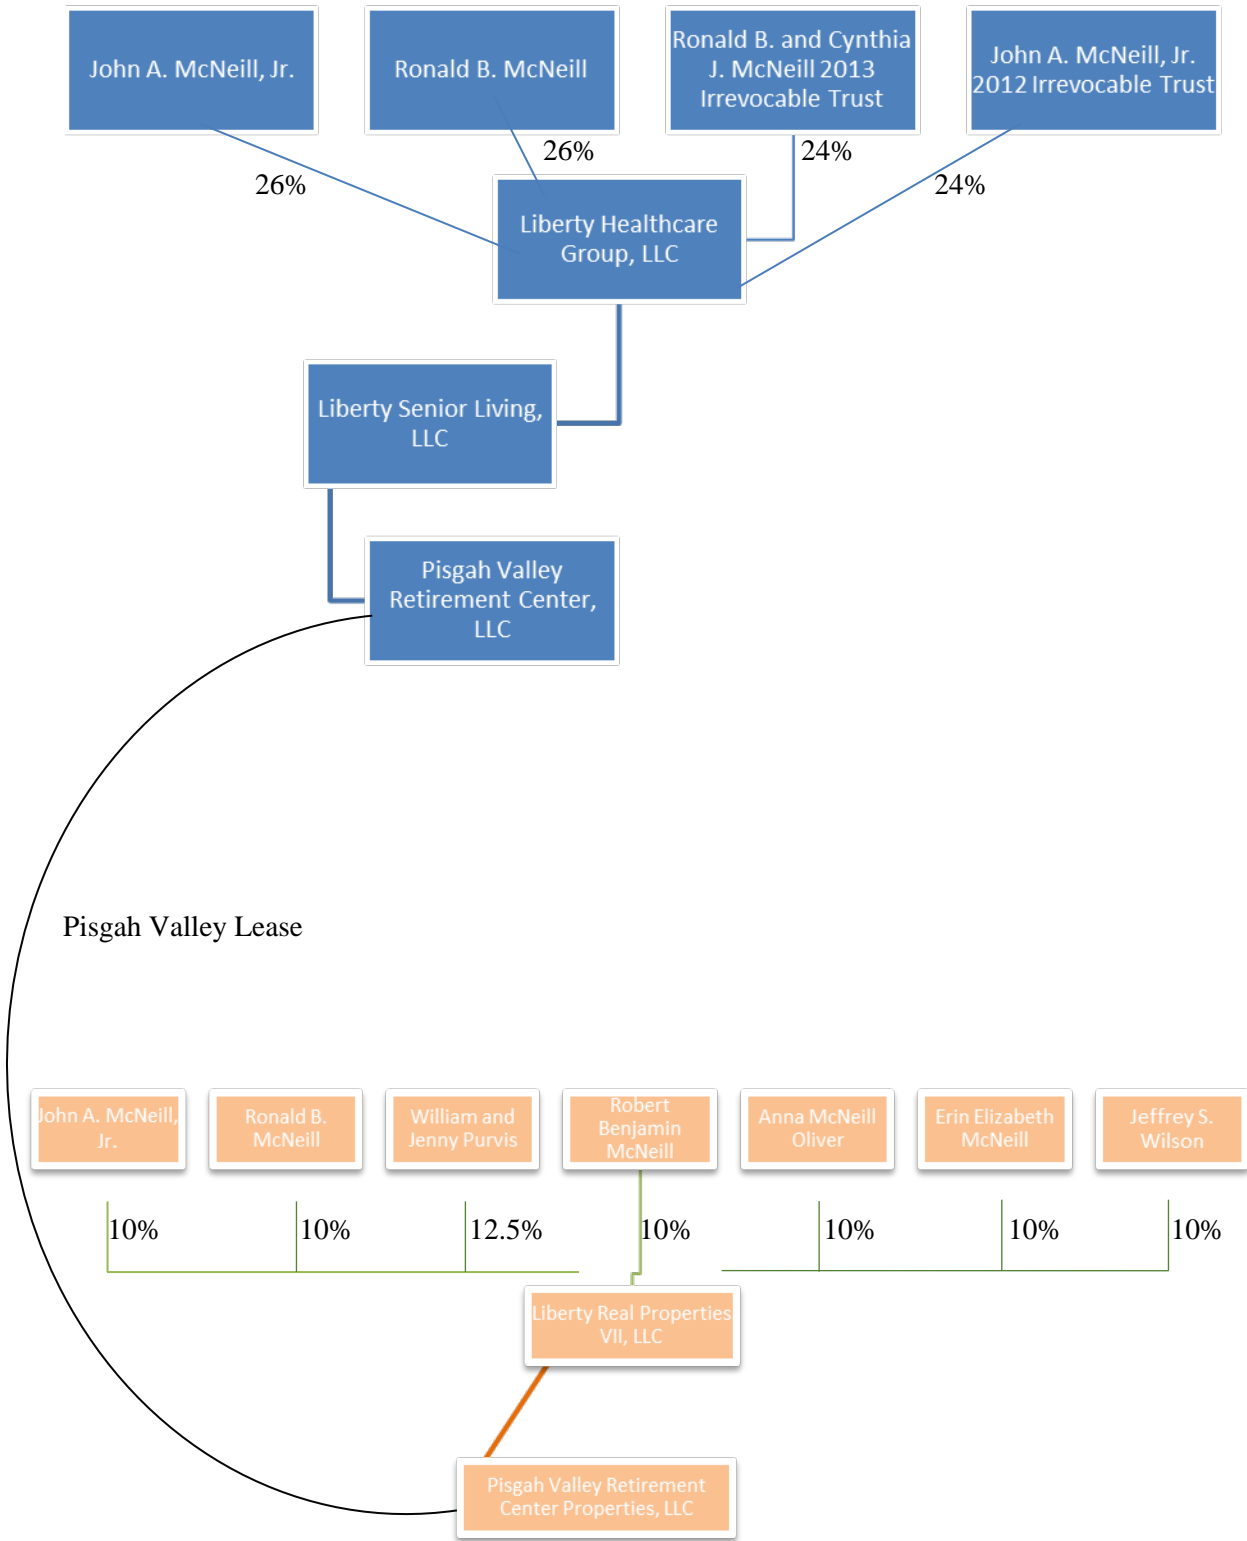 John A. McNeill, Jr.
Ronald B. McNeill
Ronald B. and Cynthia
J. McNeill 2013
Irrevocable Trust
John A. McNeill, Jr.
2012 Irrevocable Trust
26%
26%
24%
24%
Liberty Healthcare
Group, LLC
Liberty Senior Living,
LLC
Pisgah Valley
Retirement Center,
LLC
Pisgah Valley Lease
John A. McNeill,
Jr.
Ronald B.
McNeill
William and
Jenny Purvis
Robert
Benjamin
McNeill
Anna McNeill
Oliver
Erin Elizabeth
McNeill
Jeffrey S.
Wilson
10%
10%
12.5%
10%
10%
10%
10%
Liberty Real Properties
VII, LLC
Pisgah Valley Retirement
Center Properties, LLC